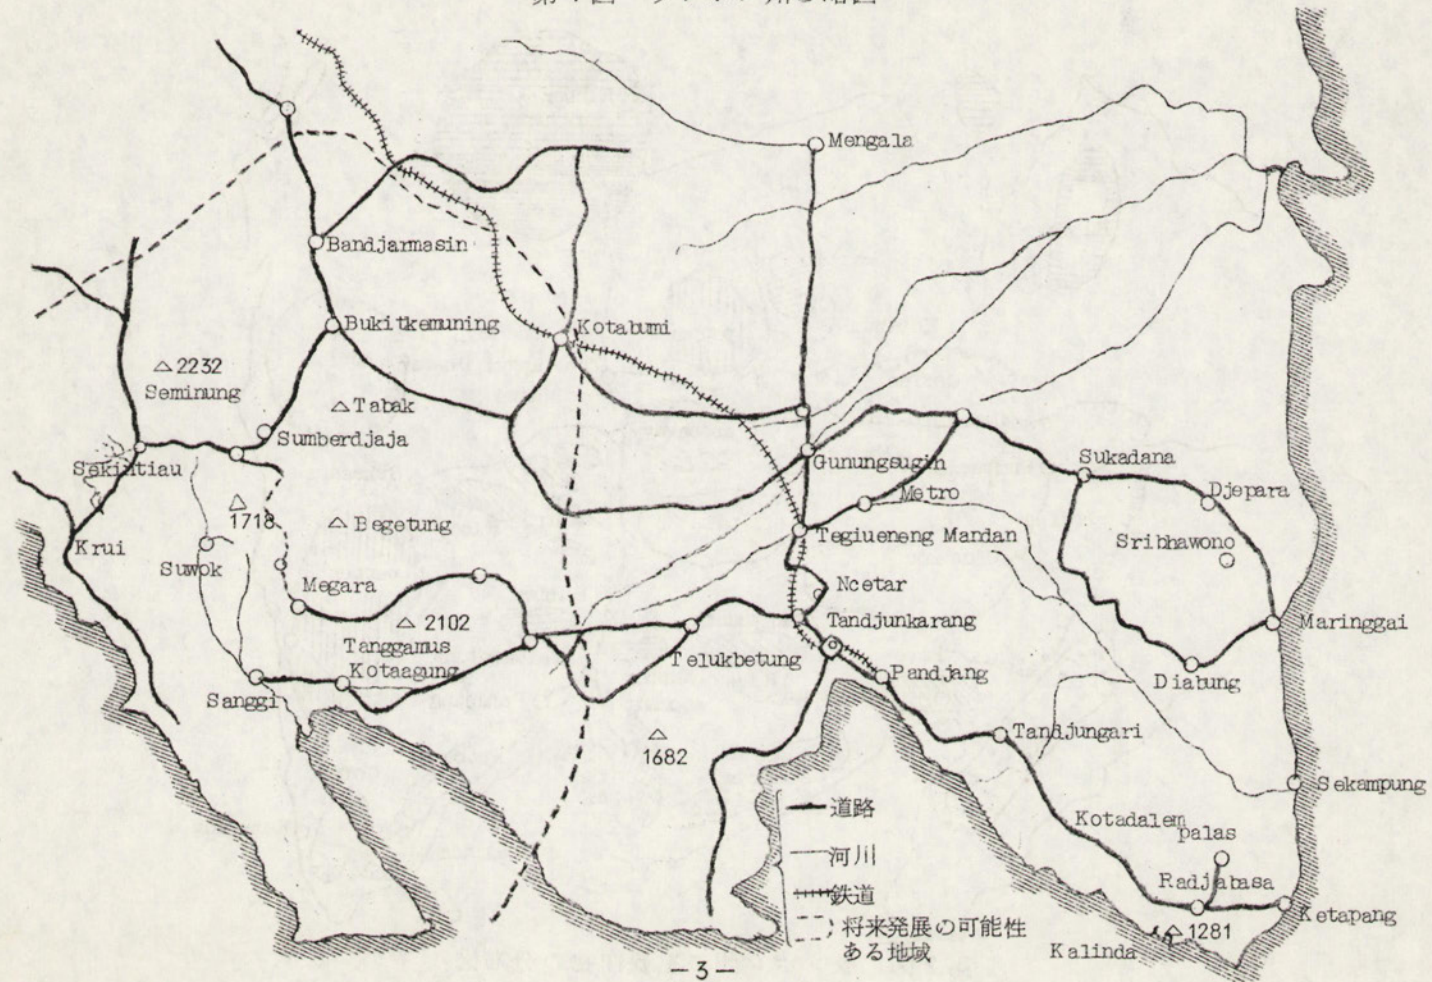 Mengala
Bandjarmasin
Bukitkemuning
Kotabumi
△2232
Seminung
△Tabak
Sumberdjaja
Sekintiau
Gunungsugih
Sukadana
Metro
Djepara
△
1718
△ Begetung
Tegiueneng Mandan
Sribhawono
Krui
Suwok
Megara
Ncetar
△ 2102
Tanggamus
Tandjunkarang
Maringgai
Kotaagung
Telukbetung
Pandjang
Diabung
Sanggi
△
1682
Tandjungari
Sekampung
道路
Kotadalem
palas
河川
Radjabasa
鉄道
Ketapang
将来発展の可能性
ある地域
△1281
Kalinda
－3－